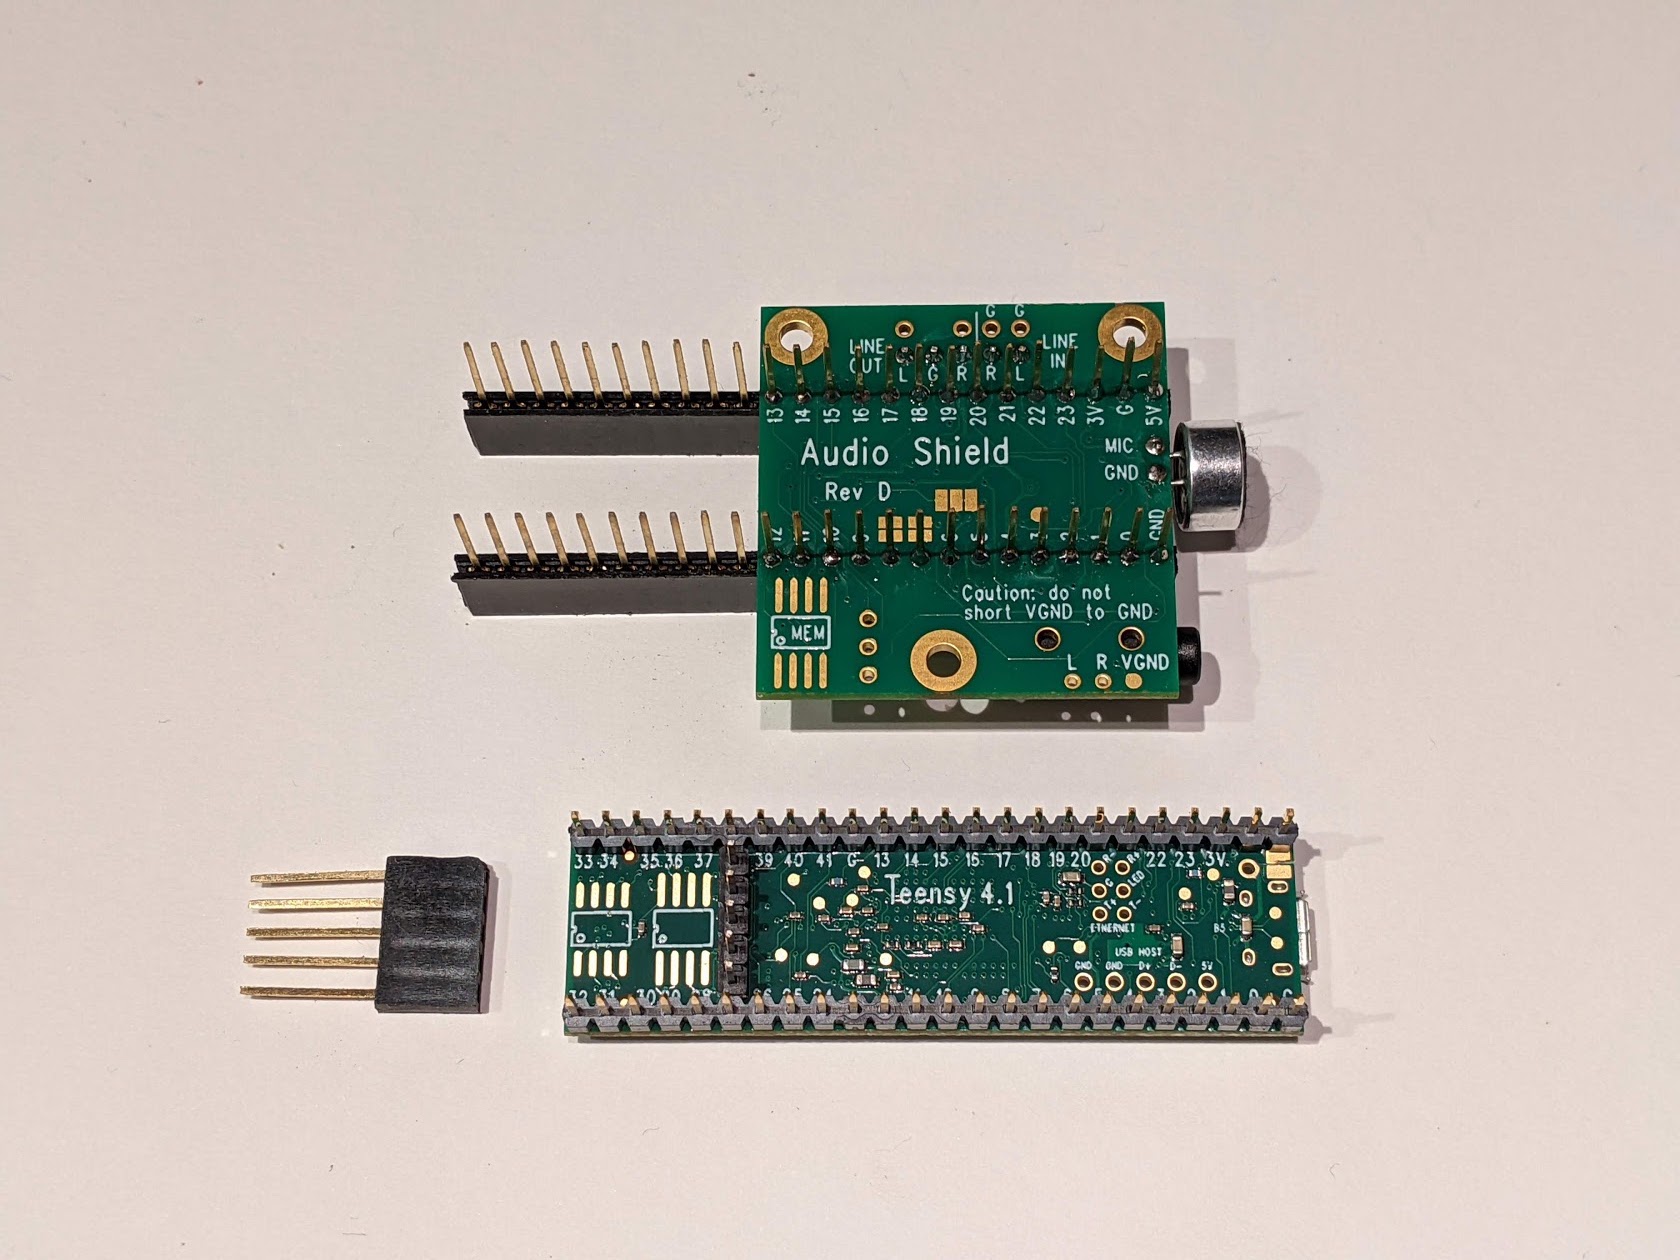 G G
LINE OUT
LINE IN
L G R R L
13 14 15 16 17 18 19 20 21 22 23 3V G 5V
Audio Shield
MIC
GND
Rev D
GND
Caution: do not
short VGND to GND
MEM
L R VGND
33 34 35 36 37 39 40 41 G 13 14 15 16 17 18 19 20 22 23 3V
Teensy 4.1
LED
ETHERNET
USB HOST
GND GND D+ D- 5V